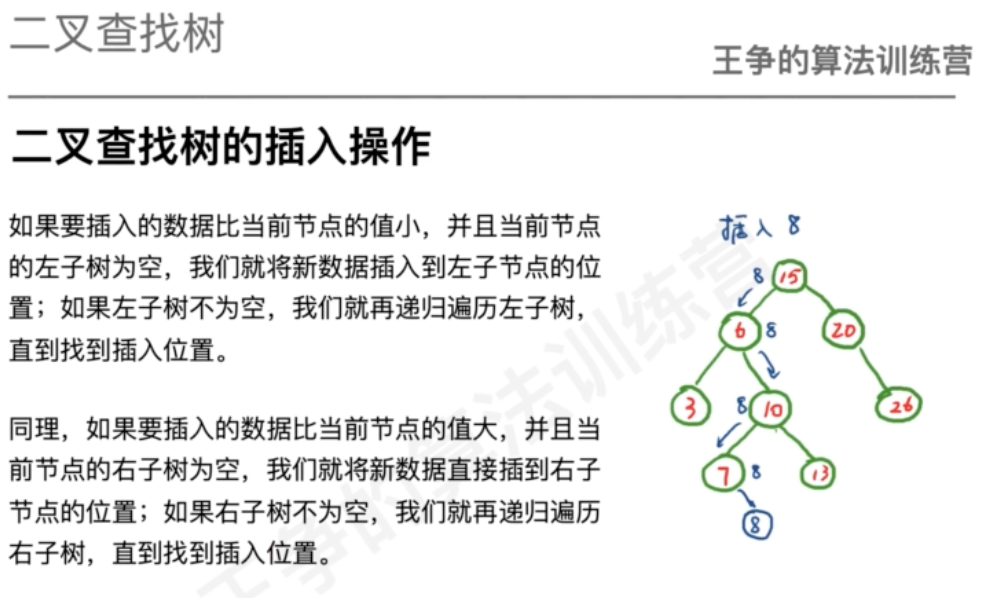 二叉查找树
王争的算法训练营
二叉查找树的插入操作
如果要插入的数据比当前节点的值小，并且当前节点
的左子树为空，我们就将新数据插入到左子节点的位
置；如果左子树不为空，我们就再递归遍历左子树，
直到找到插入位置。
同理，如果要插入的数据比当前节点的值大，并且当
前节点的右子树为空，我们就将新数据直接插到右子
节点的位置；如果右子树不为空，我们就再递归遍历
右子树，直到找到插入位置。
插入 8
8 15
6 8 20
3 8 10 26
7 8 13
8
王争的算法训练营